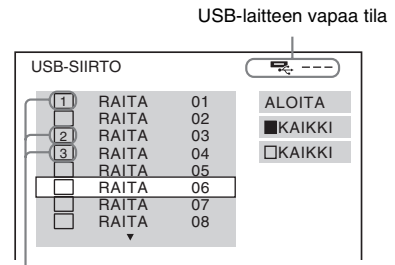 USB-laitteen vapaa tila
USB-SIIRTO
---
1 RAITA 01
RAITA 02
2 RAITA 03
3 RAITA 04
RAITA 05
RAITA 06
RAITA 07
RAITA 08
ALOITA
KAIKKI
KAIKKI